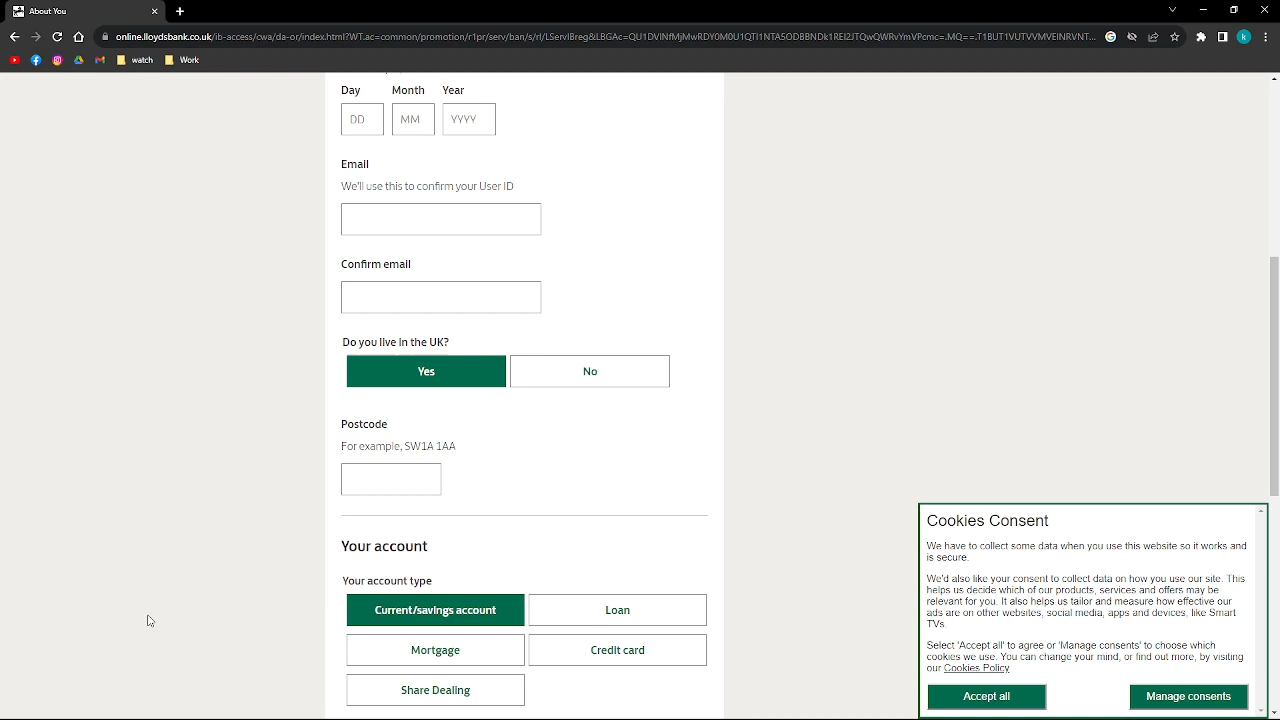 About You
online.lloydsbank.co.uk/ib-access/cwa/da-or/index.html?WT.ac=common/promotion/r1pr/serv/ban/s/rl/
watch
Work
Day Month Year
DD MM YYYY
Email
We'll use this to confirm your User ID
Confirm email
Do you live in the UK?
Yes No
Postcode
For example, SW1A 1AA
Your account
Your account type
Current/savings account Loan
Mortgage Credit card
Share Dealing
Cookies Consent
We have to collect some data when you use this website so it works and
is secure.
We'd also like your consent to collect data on how you use our site. This
helps us decide which of our products, services and offers may be
relevant for you. It also helps us tailor and measure how effective our
ads are on other websites, social media, apps and devices, like Smart
TVs.
Select 'Accept all' to agree or 'Manage consents' to choose which
cookies we use. You can change your mind, or find out more, by visiting
our Cookies Policy
Accept all Manage consents